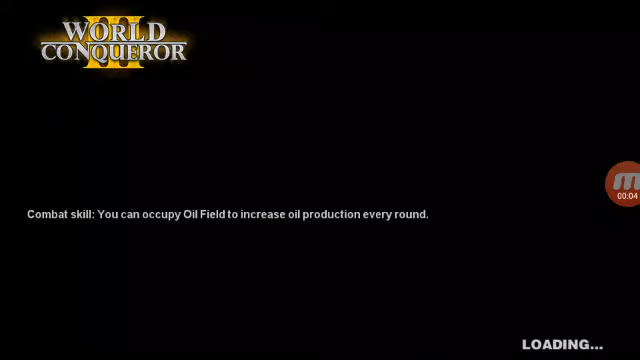 WORLD
CONQUEROR
III
Combat skill: You can occupy Oil Field to increase oil production every round.
00:04
LOADING...